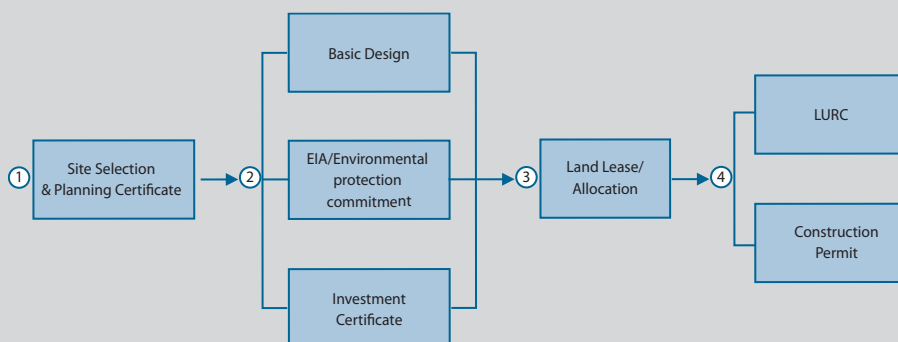 1
Site Selection
& Planning Certificate
2
Basic Design
EIA/Environmental
protection
commitment
Investment
Certificate
3
Land Lease/
Allocation
4
LURC
Construction
Permit